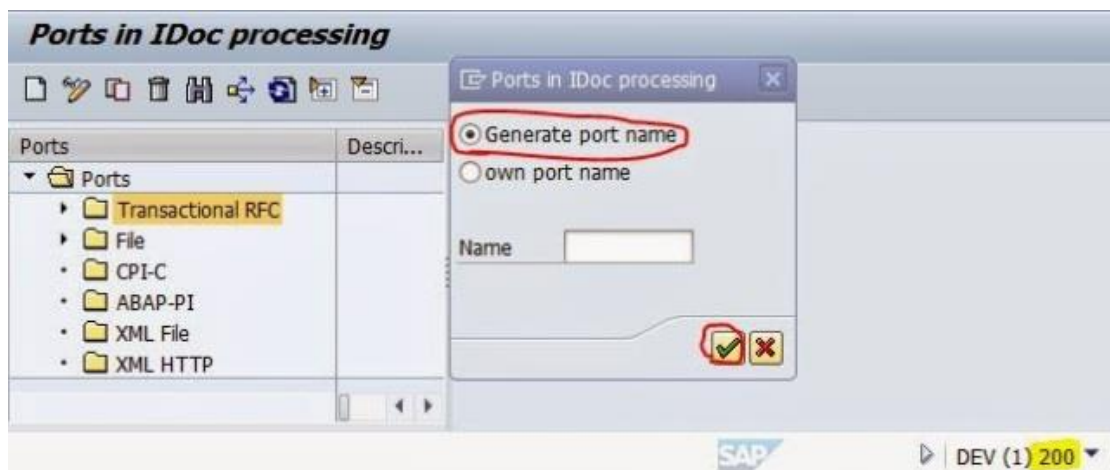 Ports in IDoc processing
Ports in IDoc processing
Generate port name
own port name
Name
Ports Descri...
Ports
Transactional RFC
File
CPI-C
ABAP-PI
XML File
XML HTTP
SAP
DEV (1) 200